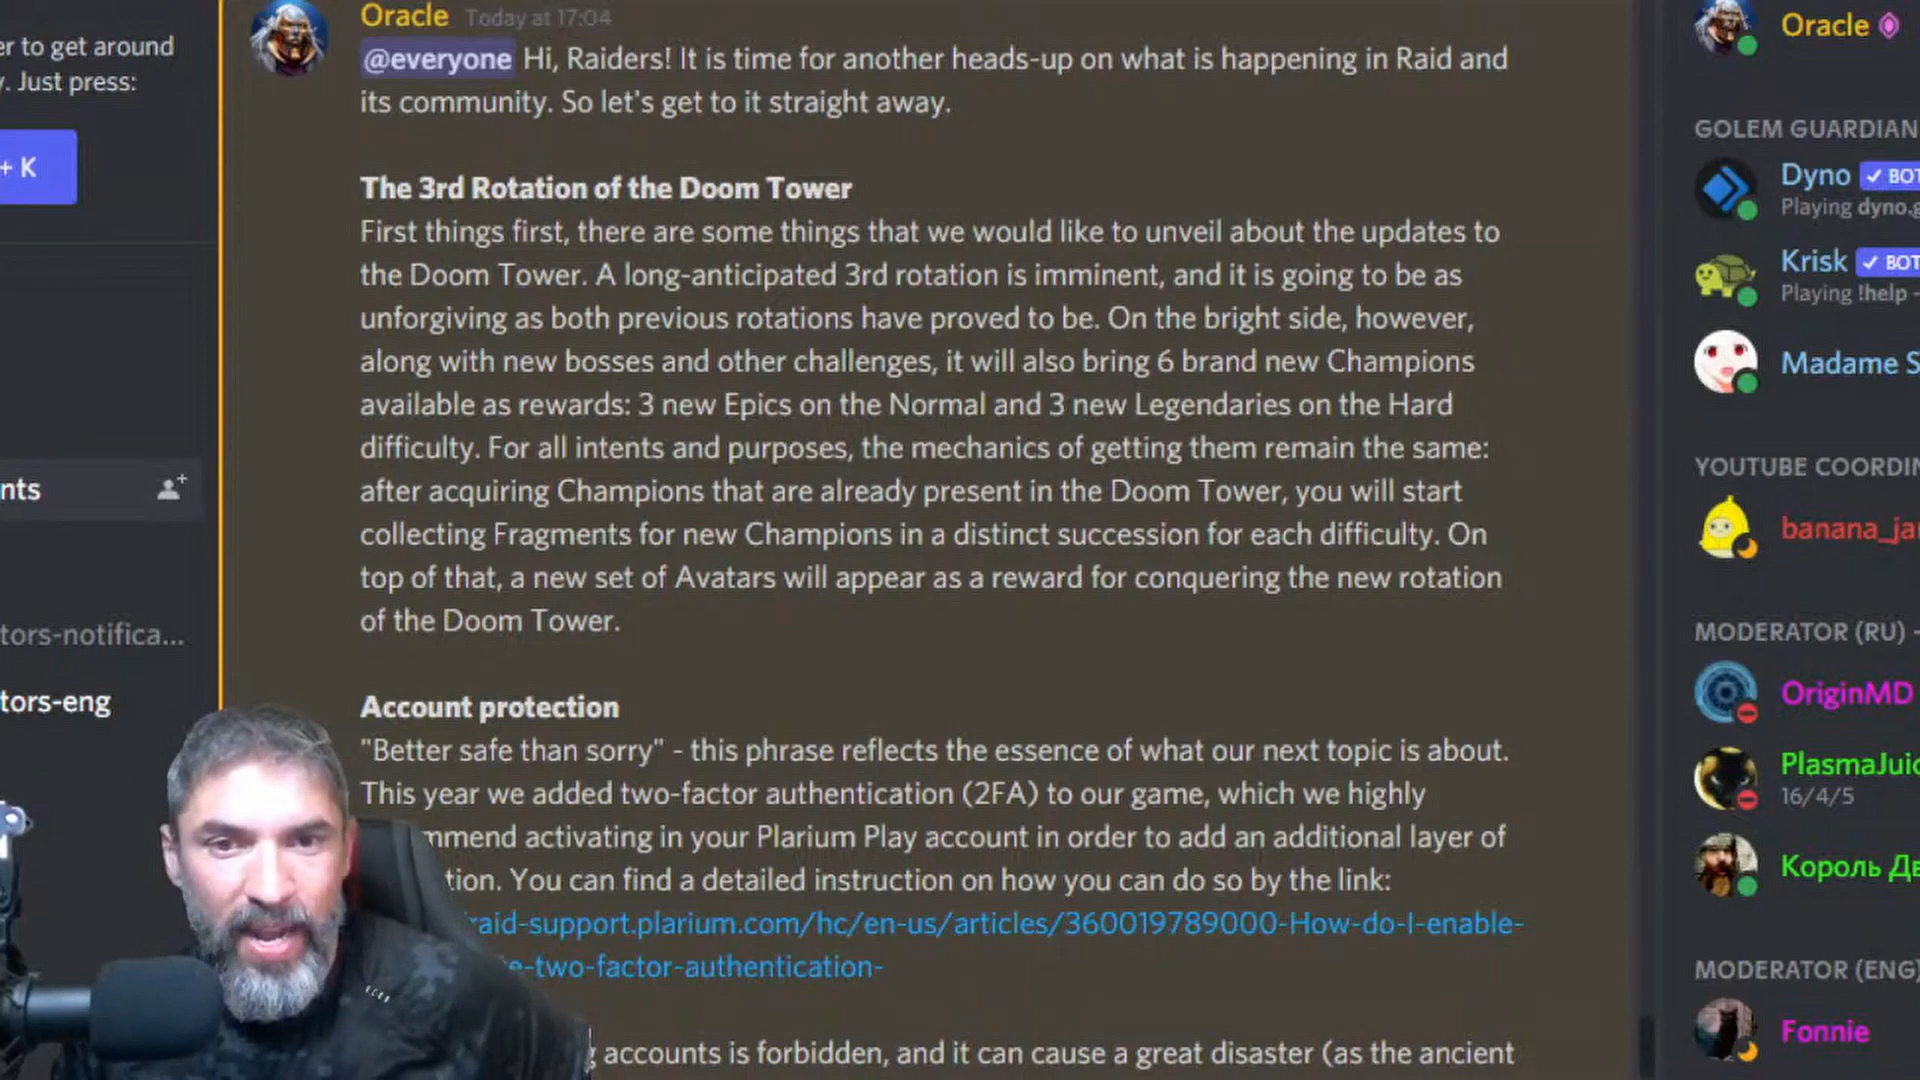 er to get around
y. Just press:
+ K
nts
tors-notifica...
tors-eng
Oracle Today at 17:04
@everyone Hi, Raiders! It is time for another heads-up on what is happening in Raid and
its community. So let's get to it straight away.
The 3rd Rotation of the Doom Tower
First things first, there are some things that we would like to unveil about the updates to
the Doom Tower. A long-anticipated 3rd rotation is imminent, and it is going to be as
unforgiving as both previous rotations have proved to be. On the bright side, however,
along with new bosses and other challenges, it will also bring 6 brand new Champions
available as rewards: 3 new Epics on the Normal and 3 new Legendaries on the Hard
difficulty. For all intents and purposes, the mechanics of getting them remain the same:
after acquiring Champions that are already present in the Doom Tower, you will start
collecting Fragments for new Champions in a distinct succession for each difficulty. On
top of that, a new set of Avatars will appear as a reward for conquering the new rotation
of the Doom Tower.
Account protection
"Better safe than sorry" - this phrase reflects the essence of what our next topic is about.
This year we added two-factor authentication (2FA) to our game, which we highly
mmend activating in your Plarium Play account in order to add an additional layer of
tion. You can find a detailed instruction on how you can do so by the link:
raid-support.plarium.com/hc/en-us/articles/360019789000-How-do-I-enable-
e-two-factor-authentication-
accounts is forbidden, and it can cause a great disaster (as the ancient
Oracle
GOLEM GUARDIAN
Dyno ✓ BOT
Playing dyno.g
Krisk ✓ BOT
Playing !help -
Madame S
YOUTUBE COORDIN
banana_ja
MODERATOR (RU) -
OriginMD
PlasmaJuic
16/4/5
Король Дв
MODERATOR (ENG)
Fonnie